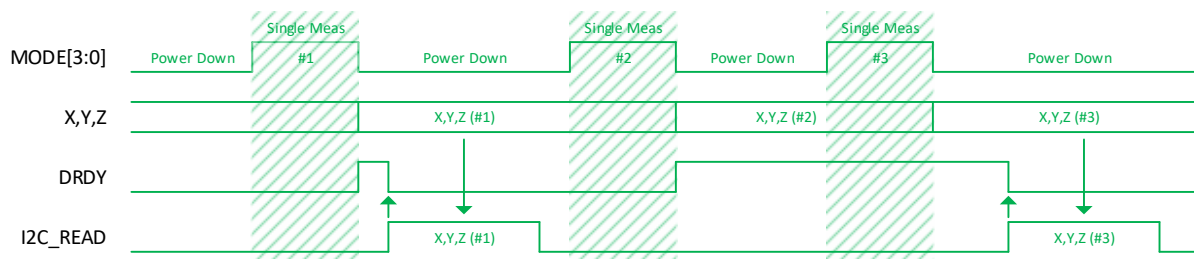 Single Meas Single Meas Single Meas
MODE[3:0] Power Down #1 Power Down #2 Power Down #3 Power Down
X,Y,Z X,Y,Z (#1) X,Y,Z (#2) X,Y,Z (#3)
DRDY
I2C_READ X,Y,Z (#1) X,Y,Z (#3)